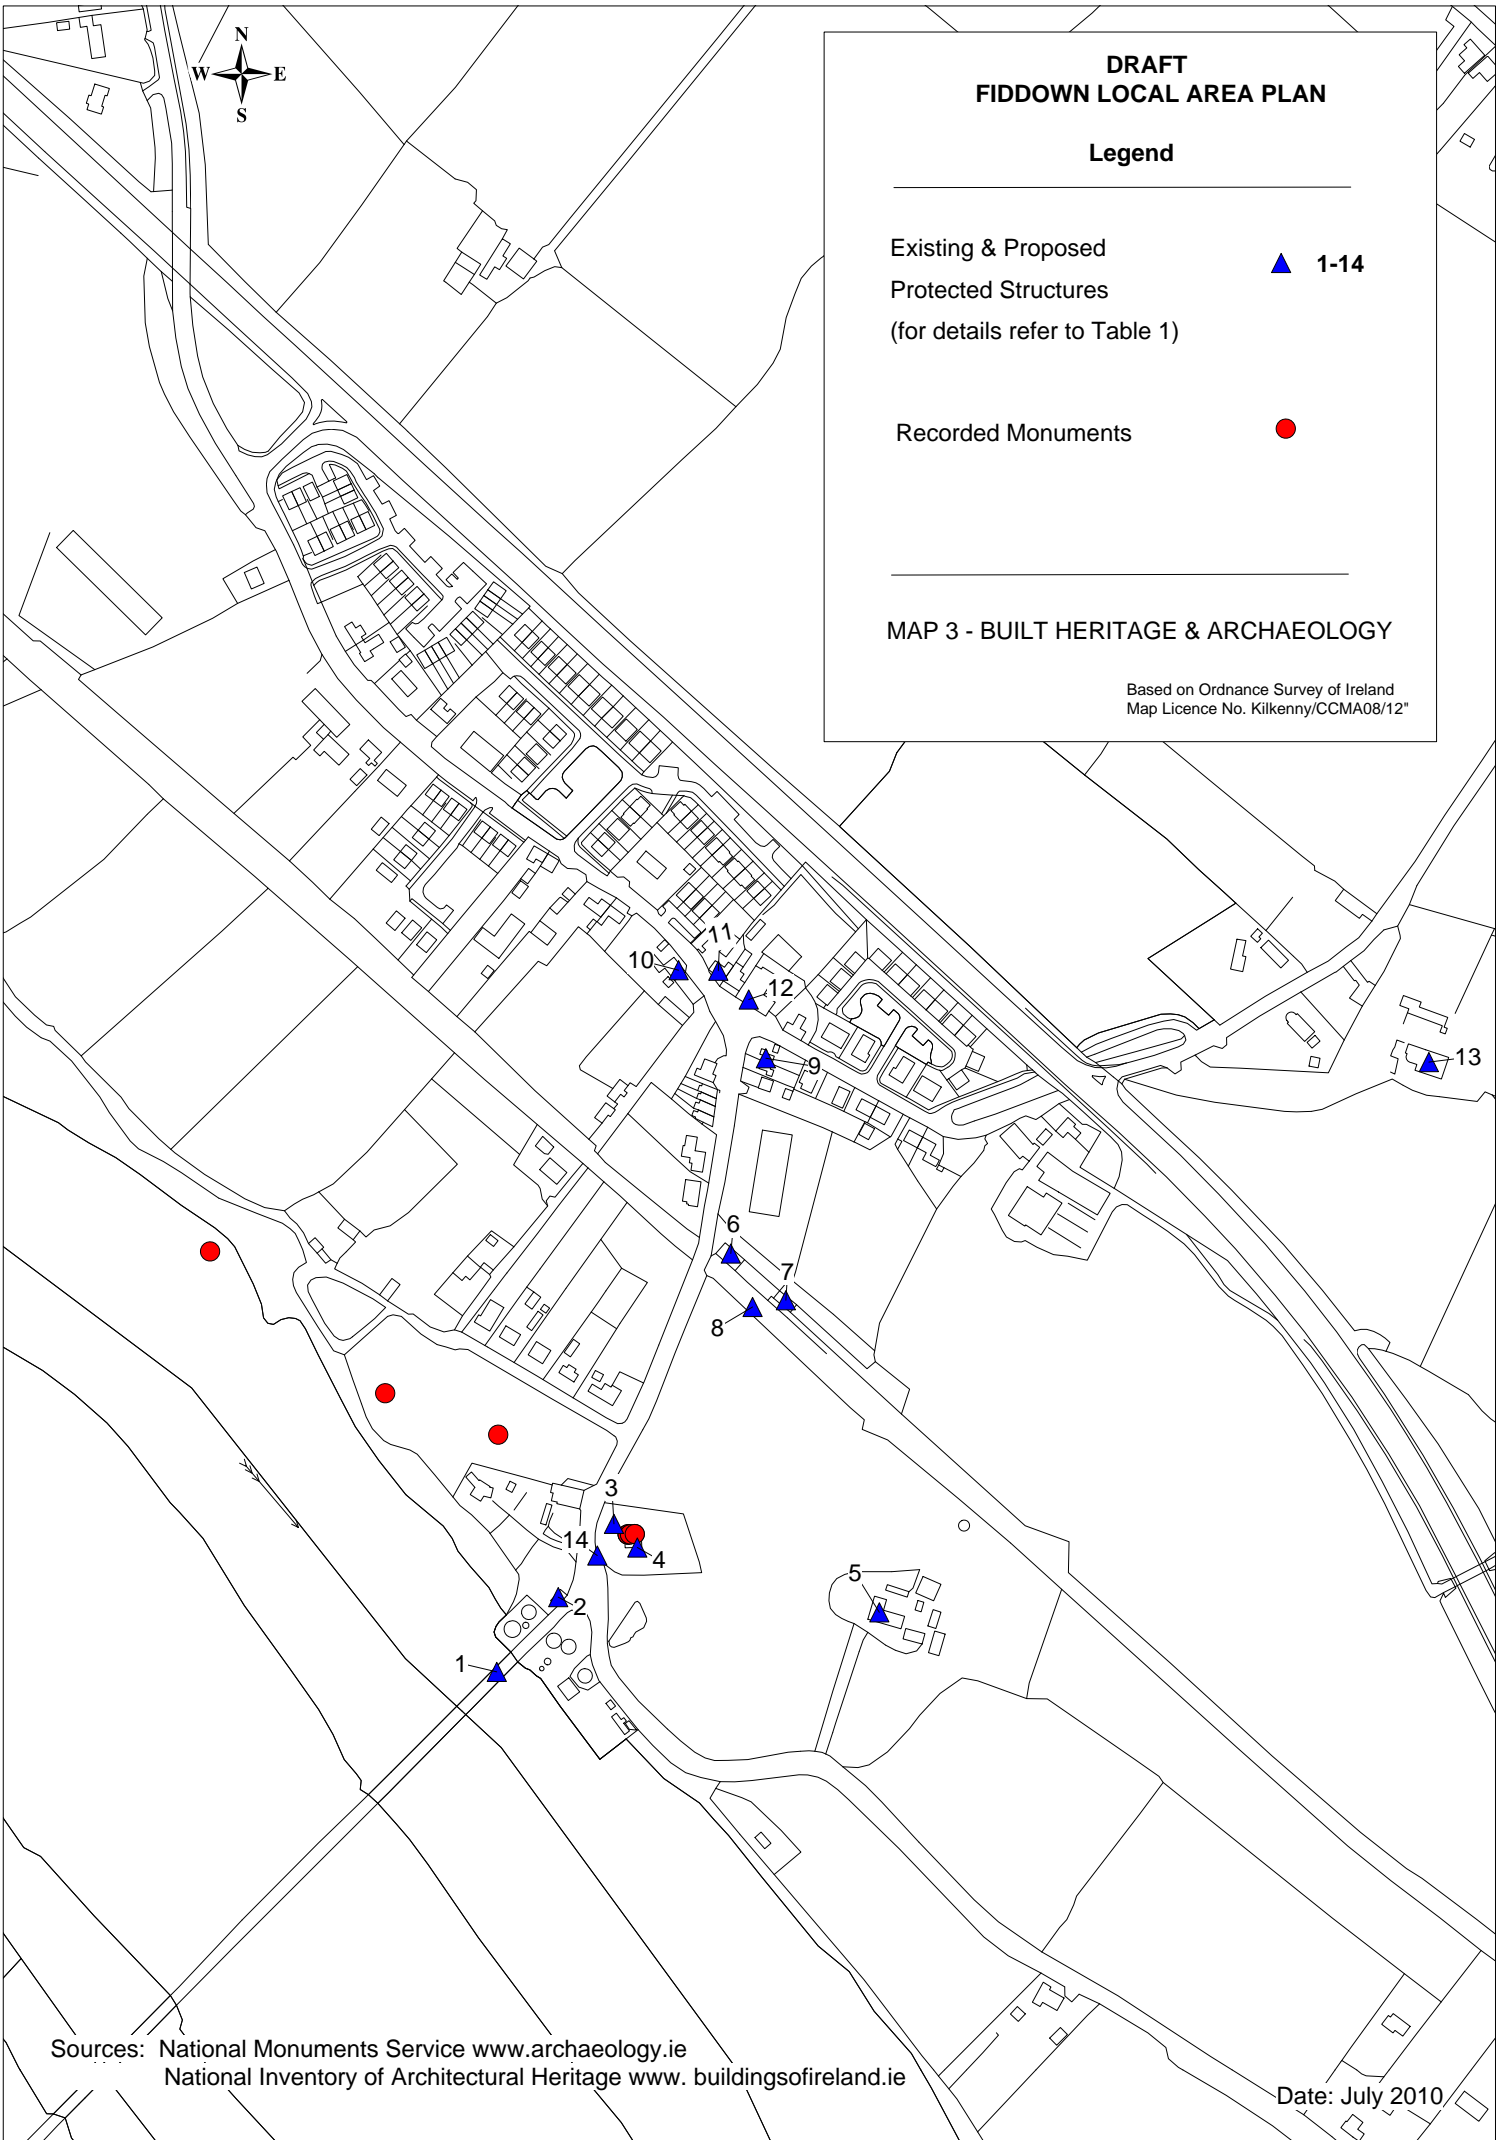 N
W E
S
DRAFT
FIDDOWN LOCAL AREA PLAN
Legend
Existing & Proposed
Protected Structures
(for details refer to Table 1)
1-14
Recorded Monuments
MAP 3 - BUILT HERITAGE & ARCHAEOLOGY
Based on Ordnance Survey of Ireland
Map Licence No. Kilkenny/CCMA08/12"
11
10
12
9
13
6
7
8
3
14
4
5
2
1
Sources: National Monuments Service www.archaeology.ie
National Inventory of Architectural Heritage www. buildingsofireland.ie
Date: July 2010